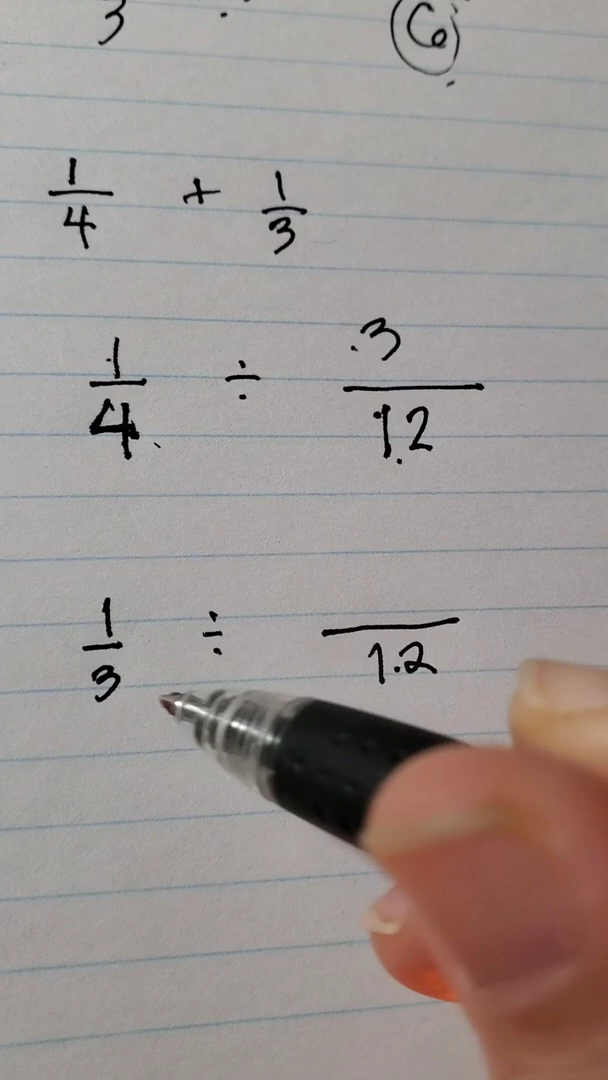 3 6
1/4 + 1/3
1/4 ÷ 3/12
1/3 ÷ /12